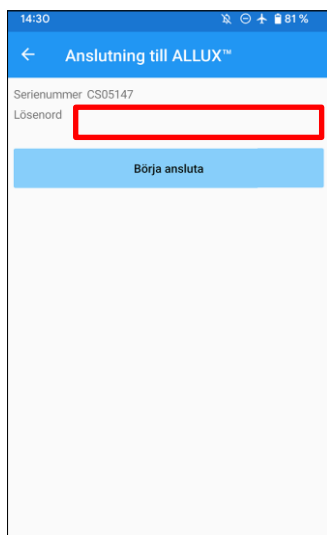 14:30 81 %
Anslutning till ALLUX™
Serienummer CS05147
Lösenord
Börja ansluta